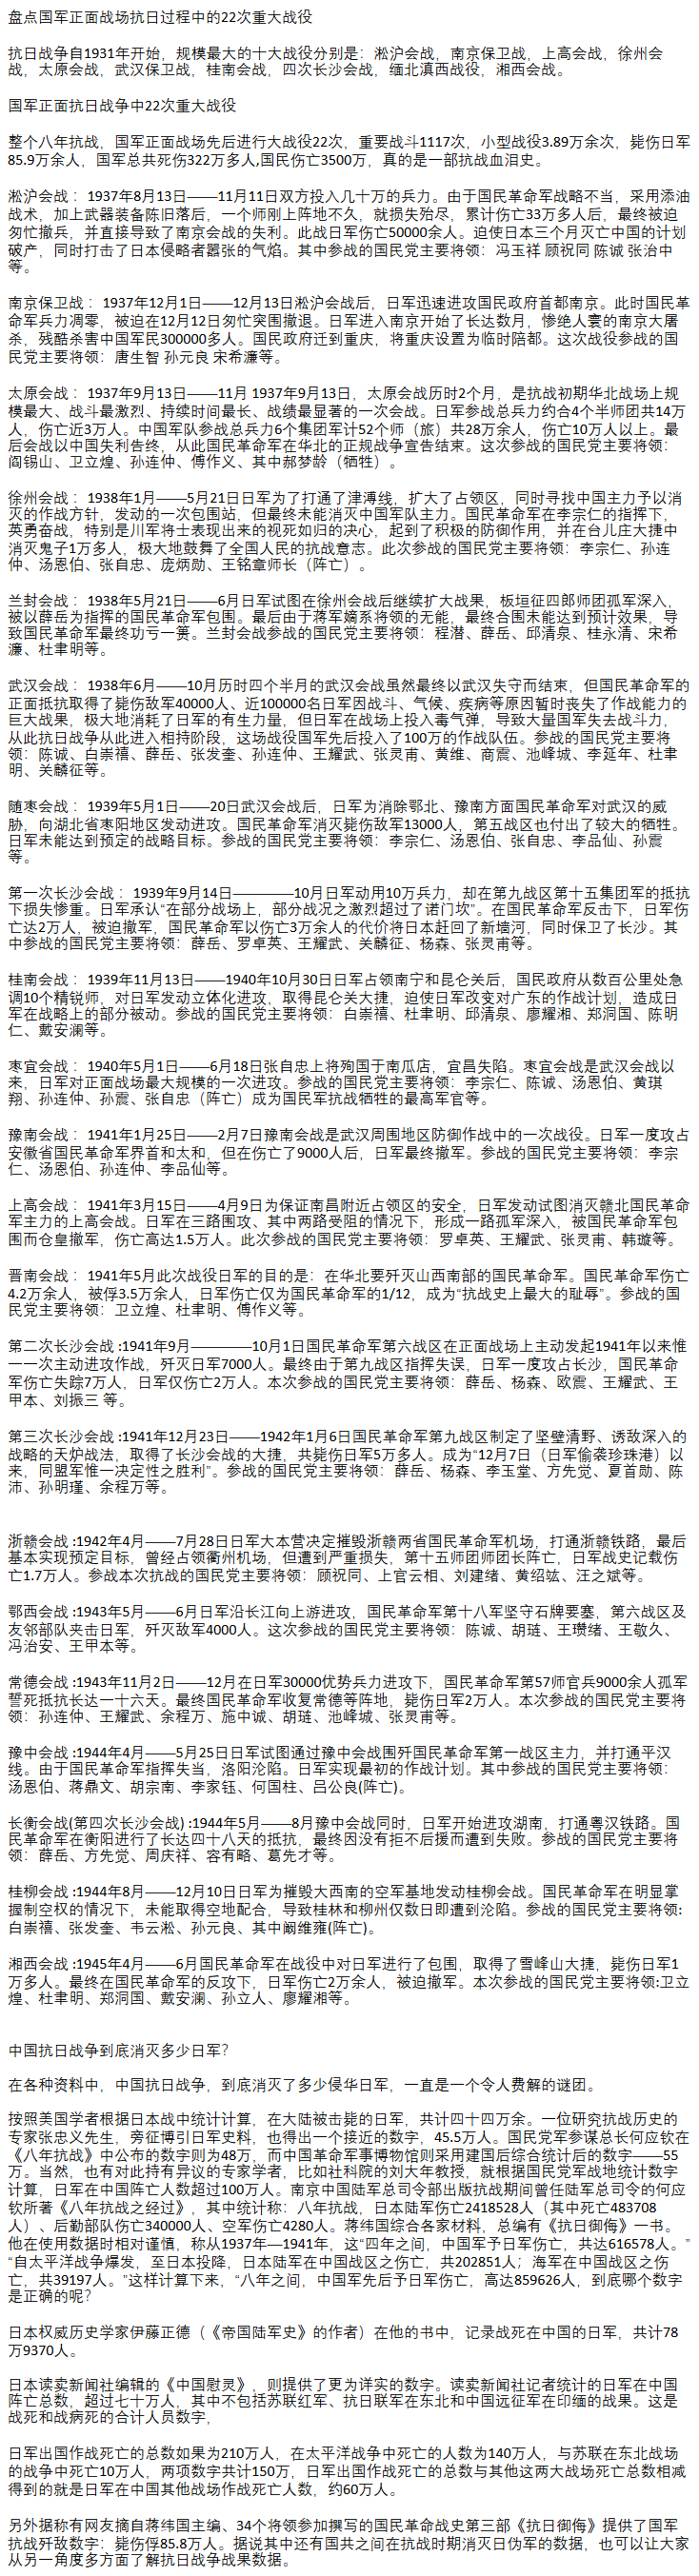 盘点国军正面战场抗日过程中的22次重大战役
抗日战争自1931年开始，规模最大的十大战役分别是：淞沪会战，南京保卫战，上高会战，徐州会
战，太原会战，武汉保卫战，桂南会战，四次长沙会战，缅北滇西战役，湘西会战。
国军正面抗日战争中22次重大战役
整个八年抗战，国军正面战场先后进行大战役22次，重要战斗1117次，小型战役3.89万余次，毙伤日军
85.9万余人，国军总共死伤322万多人,国民伤亡3500万，真的是一部抗战血泪史。
淞沪会战 ：1937年8月13日——11月11日双方投入几十万的兵力。由于国民革命军战略不当，采用添油
战术，加上武器装备陈旧落后，一个师刚上阵地不久，就损失殆尽，累计伤亡33万多人后，最终被迫
匆忙撤兵，并直接导致了南京会战的失利。此战日军伤亡50000余人。迫使日本三个月灭亡中国的计划
破产，同时打击了日本侵略者嚣张的气焰。其中参战的国民党主要将领：冯玉祥 顾祝同 陈诚 张治中
等。
南京保卫战 ：1937年12月1日——12月13日淞沪会战后，日军迅速进攻国民政府首都南京。此时国民革
命军兵力凋零，被迫在12月12日匆忙突围撤退。日军进入南京开始了长达数月，惨绝人寰的南京大屠
杀，残酷杀害中国军民300000多人。国民政府迁到重庆，将重庆设置为临时陪都。这次战役参战的国
民党主要将领：唐生智 孙元良 宋希濂等。
太原会战 ：1937年9月13日——11月 1937年9月13日，太原会战历时2个月，是抗战初期华北战场上规
模最大、战斗最激烈、持续时间最长、战绩最显著的一次会战。日军参战总兵力约合4个半师团共14万
人，伤亡近3万人。中国军队参战总兵力6个集团军计52个师（旅）共28万余人，伤亡10万人以上。最
后会战以中国失利告终，从此国民革命军在华北的正规战争宣告结束。这次参战的国民党主要将领：
阎锡山、卫立煌、孙连仲、傅作义、其中郝梦龄（牺牲）。
徐州会战 ：1938年1月——5月21日日军为了打通了津溥线，扩大了占领区，同时寻找中国主力予以消
灭的作战方针，发动的一次包围站，但最终未能消灭中国军队主力。国民革命军在李宗仁的指挥下，
英勇奋战，特别是川军将士表现出来的视死如归的决心，起到了积极的防御作用，并在台儿庄大捷中
消灭鬼子1万多人，极大地鼓舞了全国人民的抗战意志。此次参战的国民党主要将领：李宗仁、孙连
仲、汤恩伯、张自忠、庞炳勋、王铭章师长（阵亡）。
兰封会战 ：1938年5月21日——6月日军试图在徐州会战后继续扩大战果，板垣征四郎师团孤军深入，
被以薛岳为指挥的国民革命军包围。最后由于蒋军嫡系将领的无能，最终合围未能达到预计效果，导
致国民革命军最终功亏一篑。兰封会战参战的国民党主要将领：程潜、薛岳、邱清泉、桂永清、宋希
濂、杜聿明等。
武汉会战 ：1938年6月——10月历时四个半月的武汉会战虽然最终以武汉失守而结束，但国民革命军的
正面抵抗取得了毙伤敌军40000人、近100000名日军因战斗、气候、疾病等原因暂时丧失了作战能力的
巨大战果，极大地消耗了日军的有生力量，但日军在战场上投入毒气弹，导致大量国军失去战斗力，
从此抗日战争从此进入相持阶段，这场战役国军先后投入了100万的作战队伍。参战的国民党主要将
领：陈诚、白崇禧、薛岳、张发奎、孙连仲、王耀武、张灵甫、黄维、商震、池峰城、李延年、杜聿
明、关麟征等。
随枣会战 ：1939年5月1日——20日武汉会战后，日军为消除鄂北、豫南方面国民革命军对武汉的威
胁，向湖北省枣阳地区发动进攻。国民革命军消灭毙伤敌军13000人，第五战区也付出了较大的牺牲。
日军未能达到预定的战略目标。参战的国民党主要将领：李宗仁、汤恩伯、张自忠、李品仙、孙震
等。
第一次长沙会战 ：1939年9月14日————10月日军动用10万兵力，却在第九战区第十五集团军的抵抗
下损失惨重。日军承认“在部分战场上，部分战况之激烈超过了诺门坎”。在国民革命军反击下，日军伤
亡达2万人，被迫撤军，国民革命军以伤亡3万余人的代价将日本赶回了新墙河，同时保卫了长沙。其
中参战的国民党主要将领：薛岳、罗卓英、王耀武、关麟征、杨森、张灵甫等。
桂南会战 ：1939年11月13日——1940年10月30日日军占领南宁和昆仑关后，国民政府从数百公里处急
调10个精锐师，对日军发动立体化进攻，取得昆仑关大捷，迫使日军改变对广东的作战计划，造成日
军在战略上的部分被动。参战的国民党主要将领：白崇禧、杜聿明、邱清泉、廖耀湘、郑洞国、陈明
仁、戴安澜等。
枣宜会战 ：1940年5月1日——6月18日张自忠上将殉国于南瓜店，宜昌失陷。枣宜会战是武汉会战以
来，日军对正面战场最大规模的一次进攻。参战的国民党主要将领：李宗仁、陈诚、汤恩伯、黄琪
翔、孙连仲、孙震、张自忠（阵亡）成为国民军抗战牺牲的最高军官等。
豫南会战 ：1941年1月25日——2月7日豫南会战是武汉周围地区防御作战中的一次战役。日军一度攻占
安徽省国民革命军界首和太和，但在伤亡了9000人后，日军最终撤军。参战的国民党主要将领：李宗
仁、汤恩伯、孙连仲、李品仙等。
上高会战 ：1941年3月15日——4月9日为保证南昌附近占领区的安全，日军发动试图消灭赣北国民革命
军主力的上高会战。日军在三路围攻、其中两路受阻的情况下，形成一路孤军深入，被国民革命军包
围而仓皇撤军，伤亡高达1.5万人。此次参战的国民党主要将领：罗卓英、王耀武、张灵甫、韩璇等。
晋南会战 ：1941年5月此次战役日军的目的是：在华北要歼灭山西南部的国民革命军。国民革命军伤亡
4.2万余人，被俘3.5万余人，日军伤亡仅为国民革命军的1/12，成为“抗战史上最大的耻辱”。参战的国
民党主要将领：卫立煌、杜聿明、傅作义等。
第二次长沙会战 :1941年9月————10月1日国民革命军第六战区在正面战场上主动发起1941年以来惟
一一次主动进攻作战，歼灭日军7000人。最终由于第九战区指挥失误，日军一度攻占长沙，国民革命
军伤亡失踪7万人，日军仅伤亡2万人。本次参战的国民党主要将领：薛岳、杨森、欧震、王耀武、王
甲本、刘振三 等。
第三次长沙会战 :1941年12月23日——1942年1月6日国民革命军第九战区制定了坚壁清野、诱敌深入的
战略的天炉战法，取得了长沙会战的大捷，共毙伤日军5万多人。成为“12月7日（日军偷袭珍珠港）以
来，同盟军惟一决定性之胜利”。参战的国民党主要将领：薛岳、杨森、李玉堂、方先觉、夏首勋、陈
沛、孙明瑾、余程万等。
浙赣会战 :1942年4月——7月28日日军大本营决定摧毁浙赣两省国民革命军机场，打通浙赣铁路，最后
基本实现预定目标，曾经占领衢州机场，但遭到严重损失，第十五师团师团长阵亡，日军战史记载伤
亡1.7万人。参战本次抗战的国民党主要将领：顾祝同、上官云相、刘建绪、黄绍竑、汪之斌等。
鄂西会战 :1943年5月——6月日军沿长江向上游进攻，国民革命军第十八军坚守石牌要塞，第六战区及
友邻部队夹击日军，歼灭敌军4000人。这次参战的国民党主要将领：陈诚、胡琏、王瓒绪、王敬久、
冯治安、王甲本等。
常德会战 :1943年11月2日——12月在日军30000优势兵力进攻下，国民革命军第57师官兵9000余人孤军
誓死抵抗长达一十六天。最终国民革命军收复常德等阵地，毙伤日军2万人。本次参战的国民党主要将
领：孙连仲、王耀武、余程万、施中诚、胡琏、池峰城、张灵甫等。
豫中会战 :1944年4月——5月25日日军试图通过豫中会战围歼国民革命军第一战区主力，并打通平汉
线。由于国民革命军指挥失当，洛阳沦陷。日军实现最初的作战计划。其中参战的国民党主要将领：
汤恩伯、蒋鼎文、胡宗南、李家钰、何国柱、吕公良(阵亡)。
长衡会战(第四次长沙会战) :1944年5月——8月豫中会战同时，日军开始进攻湖南，打通粤汉铁路。国
民革命军在衡阳进行了长达四十八天的抵抗，最终因没有拒不后援而遭到失败。参战的国民党主要将
领：薛岳、方先觉、周庆祥、容有略、葛先才等。
桂柳会战 :1944年8月——12月10日日军为摧毁大西南的空军基地发动桂柳会战。国民革命军在明显掌
握制空权的情况下，未能取得空地配合，导致桂林和柳州仅数日即遭到沦陷。参战的国民党主要将领:
白崇禧、张发奎、韦云淞、孙元良、其中阚维雍(阵亡)。
湘西会战 :1945年4月——6月国民革命军在战役中对日军进行了包围，取得了雪峰山大捷，毙伤日军1
万多人。最终在国民革命军的反攻下，日军伤亡2万余人，被迫撤军。本次参战的国民党主要将领:卫立
煌、杜聿明、郑洞国、戴安澜、孙立人、廖耀湘等。
中国抗日战争到底消灭多少日军？
在各种资料中，中国抗日战争，到底消灭了多少侵华日军，一直是一个令人费解的谜团。
按照美国学者根据日本战中统计计算，在大陆被击毙的日军，共计四十四万余。一位研究抗战历史的
专家张忠义先生，旁征博引日军史料，也得出一个接近的数字，45.5万人。国民党军参谋总长何应钦在
《八年抗战》中公布的数字则为48万，而中国革命军事博物馆则采用建国后综合统计后的数字——55
万。当然，也有对此持有异议的专家学者，比如社科院的刘大年教授，就根据国民党军战地统计数字
计算，日军在中国阵亡人数超过100万人。南京中国陆军总司令部出版抗战期间曾任陆军总司令的何应
钦所著《八年抗战之经过》，其中统计称：八年抗战，日本陆军伤亡2418528人（其中死亡483708
人）、后勤部队伤亡340000人、空军伤亡4280人。蒋纬国综合各家材料，总编有《抗日御侮》一书。
他在使用数据时相对谨慎，称从1937年—1941年，这“四年之间，中国军予日军伤亡，共达616578人。”
“自太平洋战争爆发，至日本投降，日本陆军在中国战区之伤亡，共202851人；海军在中国战区之伤
亡，共39197人。”这样计算下来，“八年之间，中国军先后予日军伤亡，高达859626人，到底哪个数字
是正确的呢？
日本权威历史学家伊藤正德（《帝国陆军史》的作者）在他的书中，记录战死在中国的日军，共计78
万9370人。
日本读卖新闻社编辑的《中国慰灵》，则提供了更为详实的数字。读卖新闻社记者统计的日军在中国
阵亡总数，超过七十万人，其中不包括苏联红军、抗日联军在东北和中国远征军在印缅的战果。这是
战死和战病死的合计人员数字，
日军出国作战死亡的总数如果为210万人，在太平洋战争中死亡的人数为140万人，与苏联在东北战场
的战争中死亡10万人，两项数字共计150万，日军出国作死亡的总数与其他这两大战场死亡总数相减
得到的就是日军在中国其他战场作战死亡人数，约60万人。
另外据称有网友摘自蒋纬国主编、34个将领参加撰写的国民革命战史第三部《抗日御侮》提供了国军
抗战歼敌数字：毙伤俘85.8万人。据说其中还有国共之间在抗战时期消灭日伪军的数据，也可以让大家
从另一角度多方面了解抗日战争战果数据。